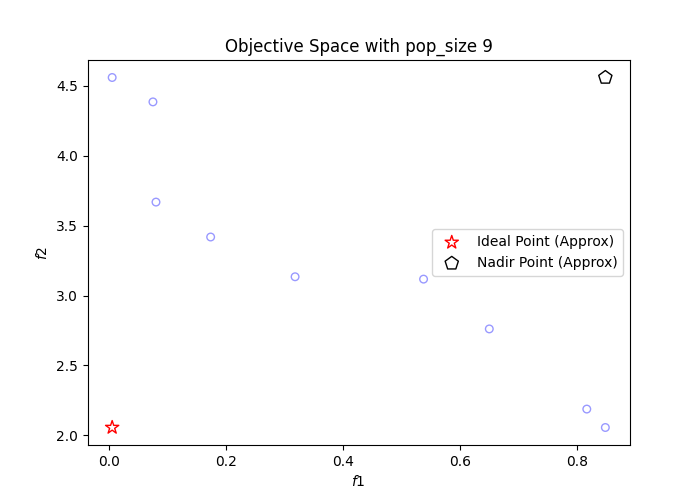 Objective Space with pop_size 9
4.5
4.0
3.5
3.0
2.5
2.0
f2
Ideal Point (Approx)
Nadir Point (Approx)
0.0 0.2 0.4 0.6 0.8
f1